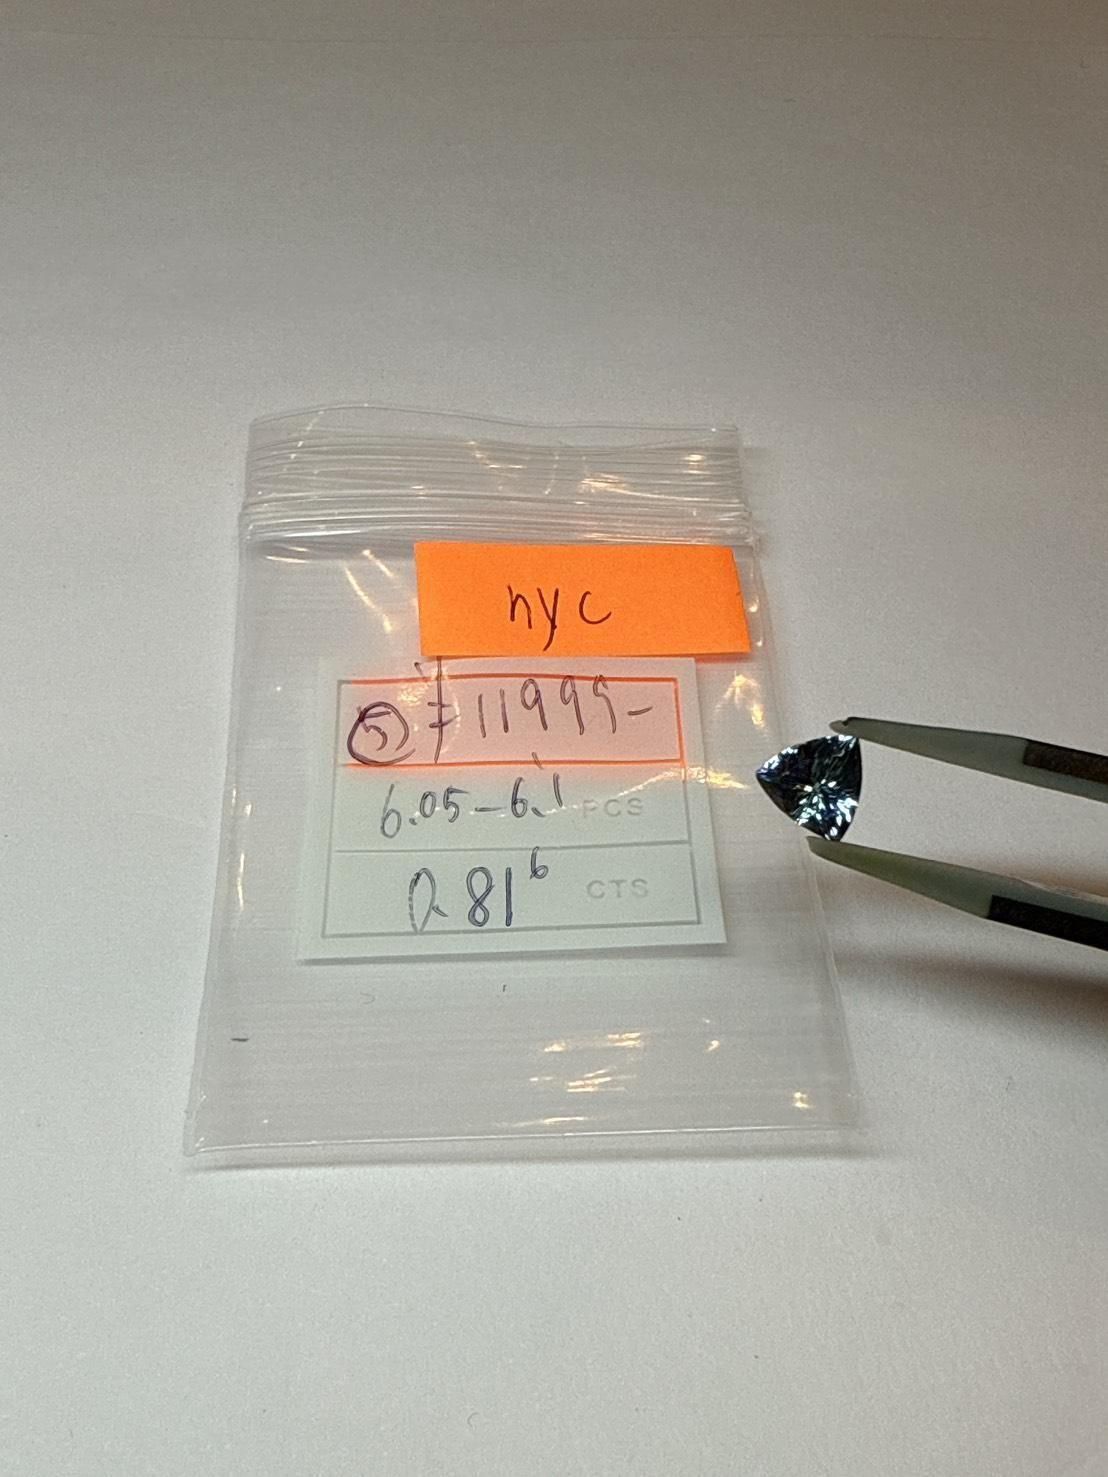 nyc
⑤ ≠ 11999-
6.05-6.1 PCS
0.81⁶ CTS